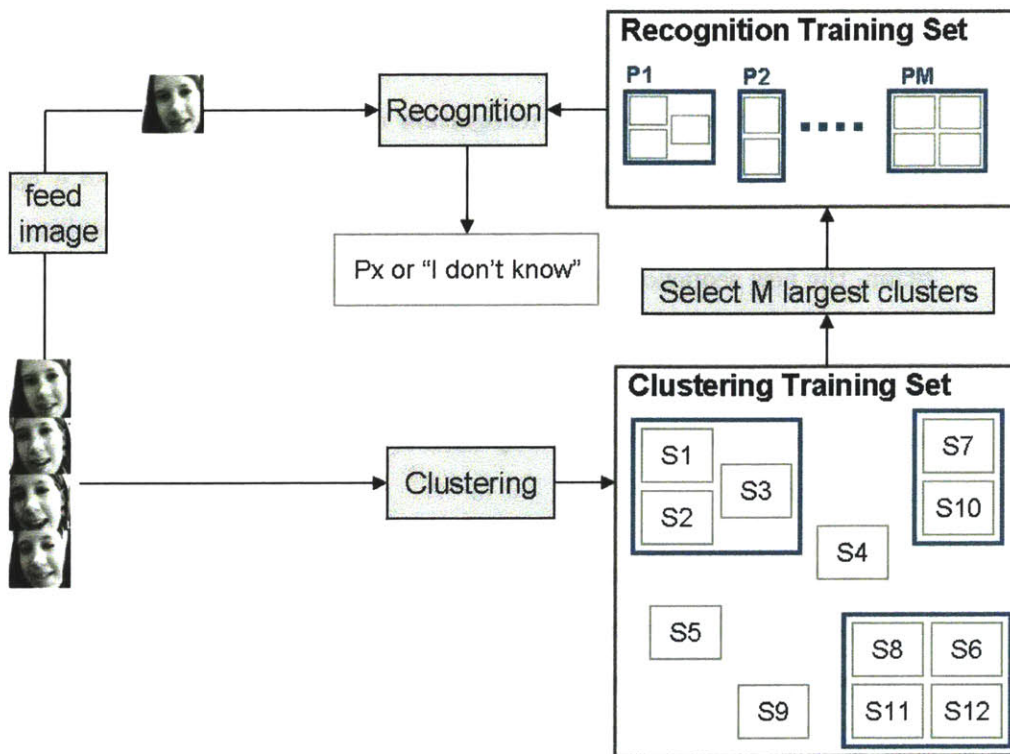 Recognition Training Set
P1 P2 PM
Recognition
feed
image
Px or “I don’t know”
Select M largest clusters
Clustering Training Set
S1
S7
S3
S2
S10
Clustering
S4
S5
S8 S6
S9
S11 S12